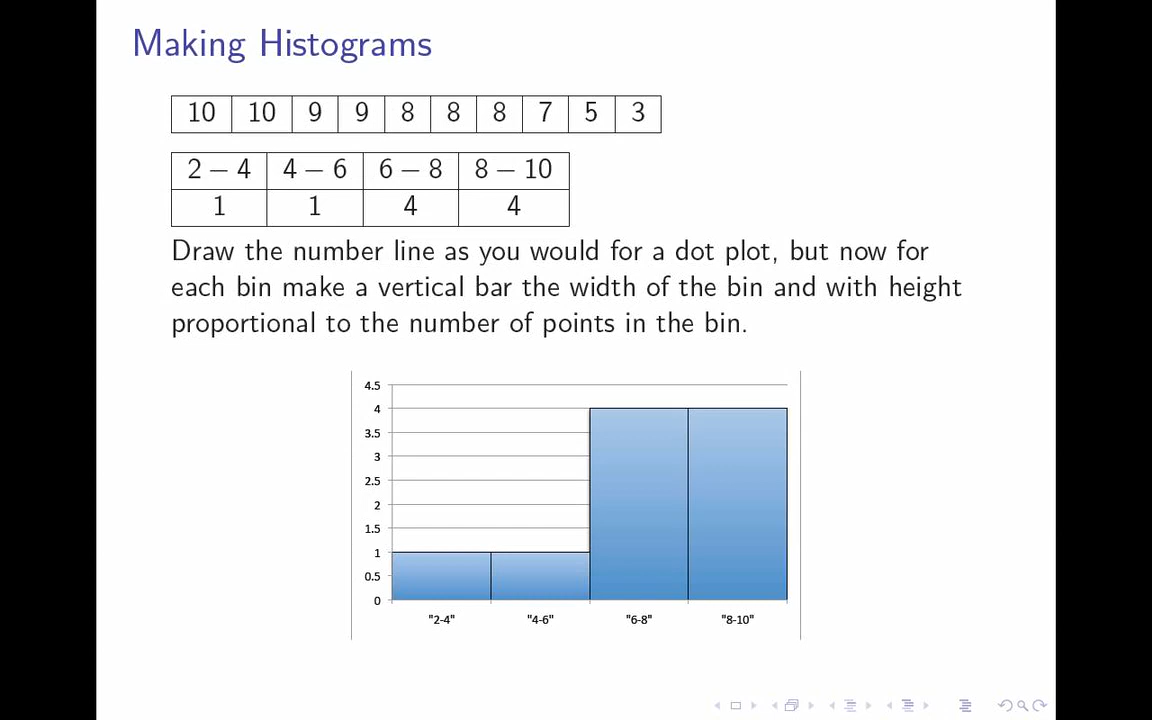 Making Histograms
10 10 9 9 8 8 8 7 5 3
2 – 4 4 – 6 6 – 8 8 – 10
1 1 4 4
Draw the number line as you would for a dot plot, but now for
each bin make a vertical bar the width of the bin and with height
proportional to the number of points in the bin.
4.5
4
3.5
3
2.5
2
1.5
1
0.5
0
"2-4" "4-6" "6-8" "8-10"